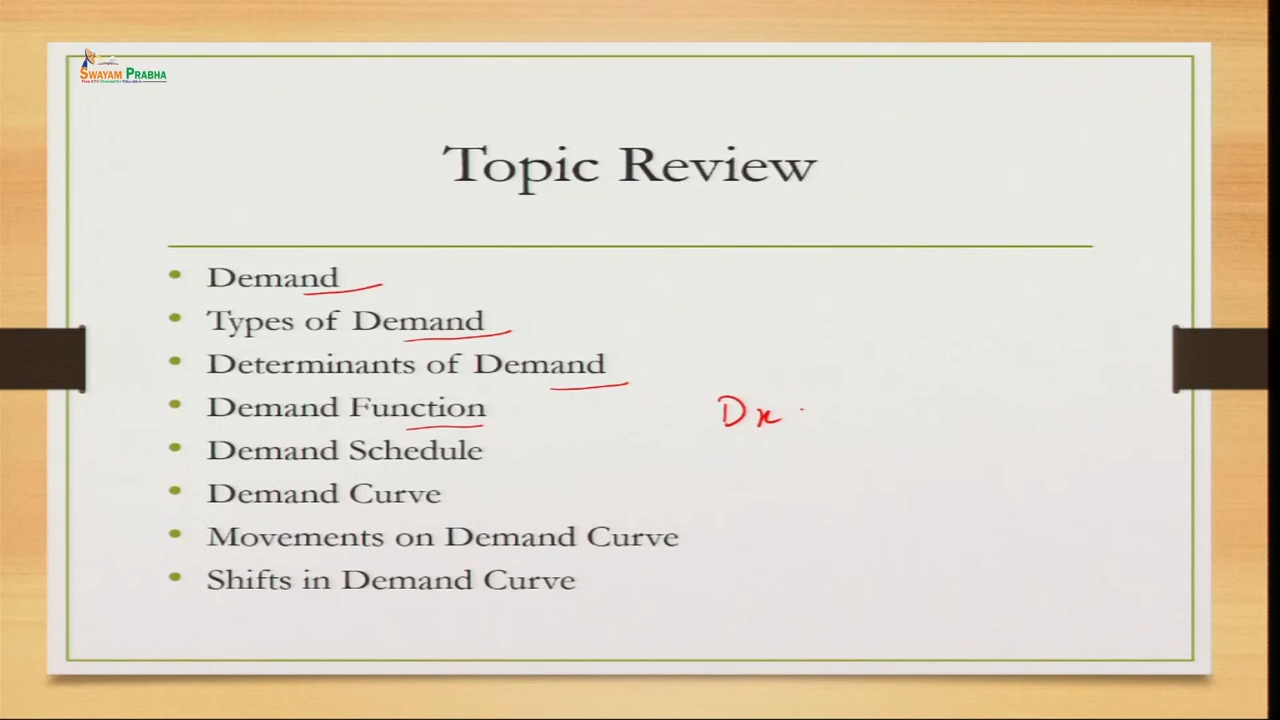 SWAYAM PRABHA
Topic Review
• Demand
• Types of Demand
• Determinants of Demand
• Demand Function
Dx
• Demand Schedule
• Demand Curve
• Movements on Demand Curve
• Shifts in Demand Curve